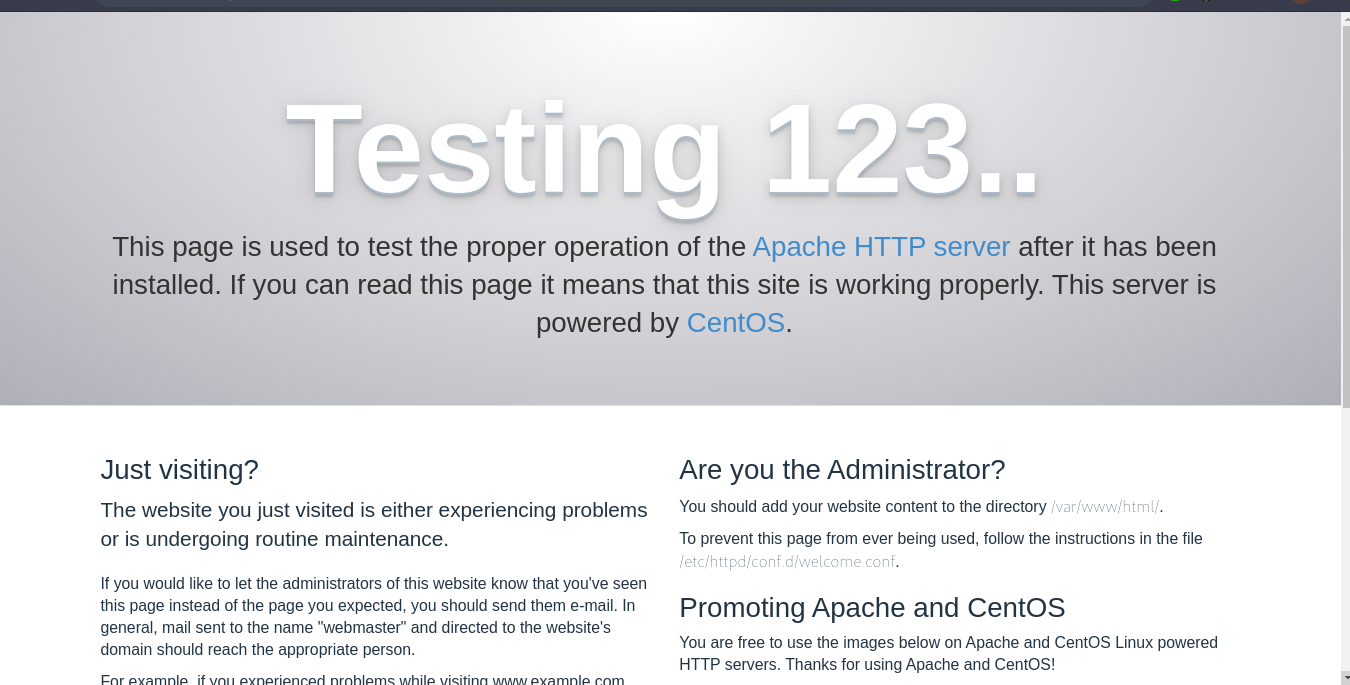 Testing 123..
This page is used to test the proper operation of the Apache HTTP server after it has been
installed. If you can read this page it means that this site is working properly. This server is
powered by CentOS.
Just visiting?
The website you just visited is either experiencing problems
or is undergoing routine maintenance.
If you would like to let the administrators of this website know that you've seen
this page instead of the page you expected, you should send them e-mail. In
general, mail sent to the name "webmaster" and directed to the website's
domain should reach the appropriate person.
For example, if you experienced problems while visiting www.example.com,
Are you the Administrator?
You should add your website content to the directory /var/www/html/.
To prevent this page from ever being used, follow the instructions in the file
/etc/httpd/conf.d/welcome.conf.
Promoting Apache and CentOS
You are free to use the images below on Apache and CentOS Linux powered
HTTP servers. Thanks for using Apache and CentOS!